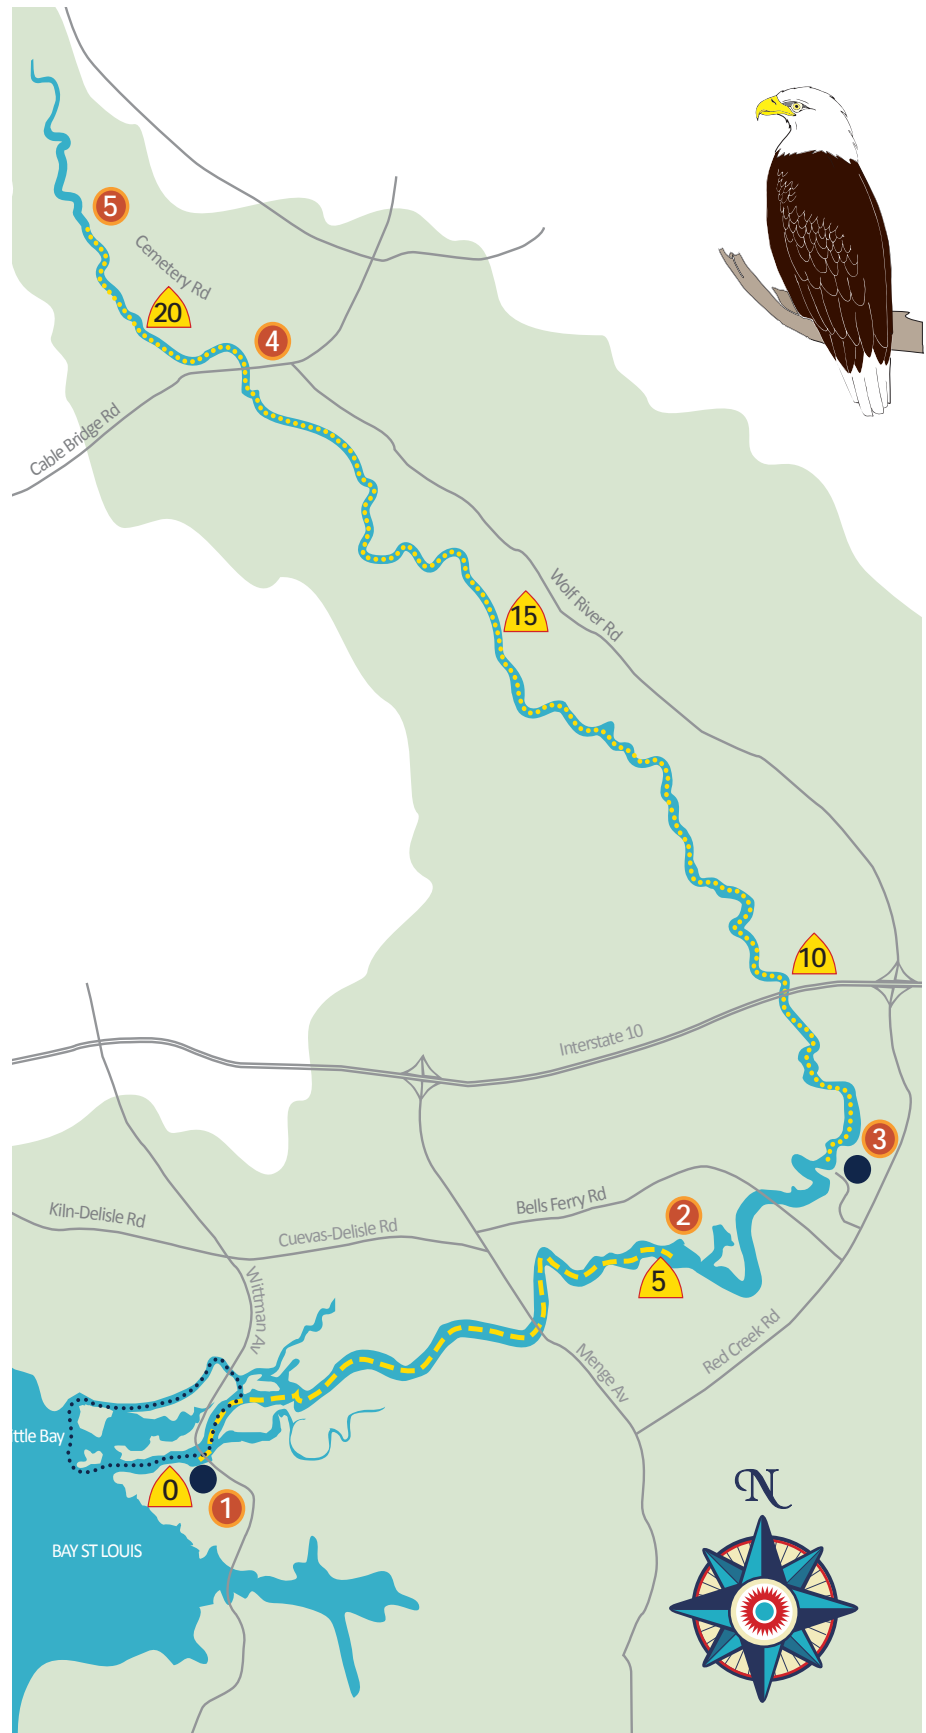 5
Cemetery Rd
20
4
Cable Bridge Rd
15
Wolf River Rd
10
Interstate 10
3
Kiln-Delisle Rd
Bells Ferry Rd
2
Cuevas-Delisle Rd
5
Wittman Av
Red Creek Rd
Menge Av
ttle Bay
0
1
N
BAY ST LOUIS